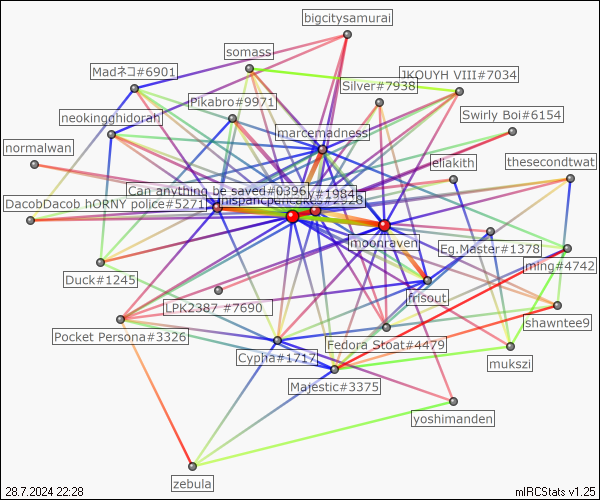 bigcitysamurai
somass
Madネコ#6901
Silver#7938
JKOUYH VIII#7034
Pikabro#9971
Swirly Boi#6154
neokingghidorah
marcemadness
normalwan
eliakith
thesecondtwat
Can anything be saved#0396
#1984
DacobDacob hORNY police#5271
moonraven
Eg.Master#1378
ming#4742
Duck#1245
frisout
LPK2387 #7690
shawntee9
Pocket Persona#3326
Fedora Stoat#4479
Cypha#1717
mukszi
Majestic#3375
yoshimanden
zebula
28.7.2024 22:28
mIRCStats v1.25